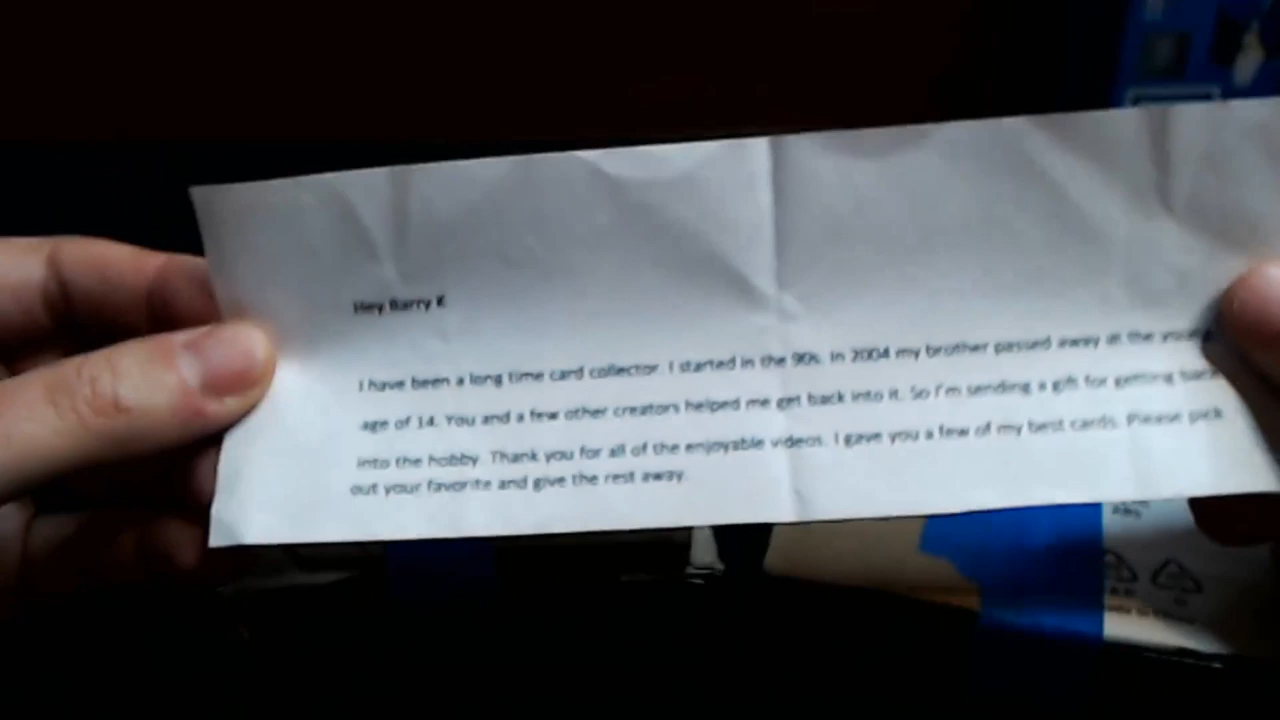 Hey Barry K
I have been a long time card collector. I started in the 90s. In 2004 my brother passed away at the young
age of 14. You and a few other creators helped me get back into it. So I'm sending a gift for getting back
into the hobby. Thank you for all of the enjoyable videos. I gave you a few of my best cards. Please pick
out your favorite and give the rest away.